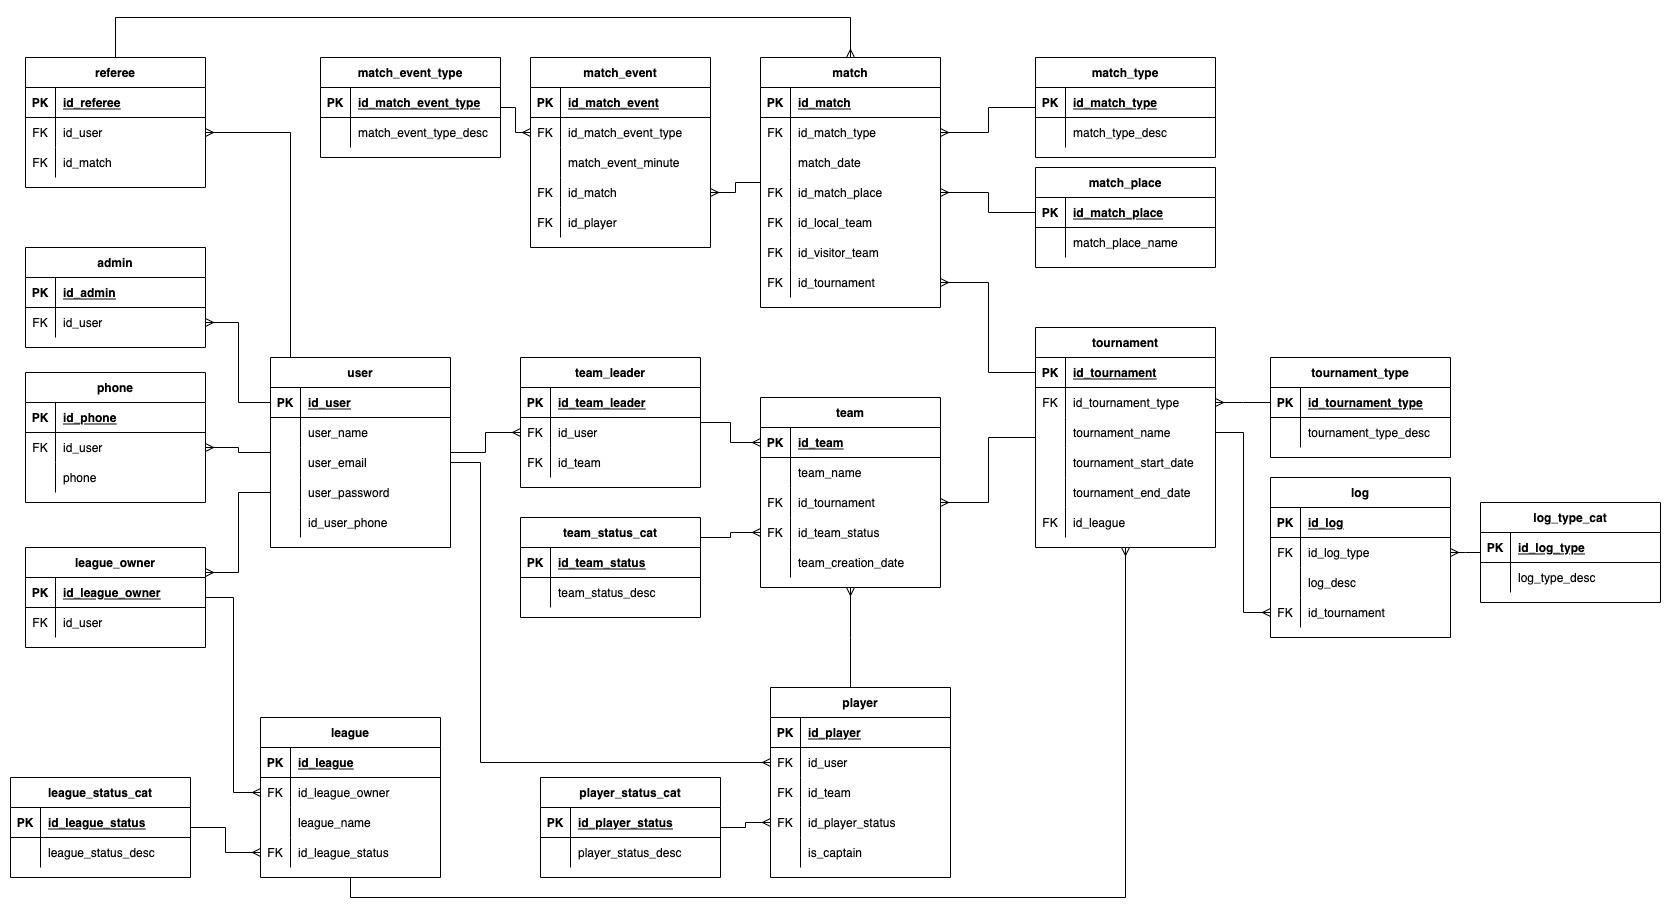 referee
PK id_referee
FK id_user
FK id_match
match_event_type
PK id_match_event_type
match_event_type_desc
match_event
PK id_match_event
FK id_match_event_type
match_event_minute
FK id_match
FK id_player
match
PK id_match
FK id_match_type
match_date
FK id_match_place
FK id_local_team
FK id_visitor_team
FK id_tournament
match_type
PK id_match_type
match_type_desc
match_place
PK id_match_place
match_place_name
admin
PK id_admin
FK id_user
phone
PK id_phone
FK id_user
phone
user
PK id_user
user_name
user_email
user_password
id_user_phone
team_leader
PK id_team_leader
FK id_user
FK id_team
team
PK id_team
team_name
FK id_tournament
FK id_team_status
team_creation_date
tournament
PK id_tournament
FK id_tournament_type
tournament_name
tournament_start_date
tournament_end_date
FK id_league
tournament_type
PK id_tournament_type
tournament_type_desc
log
PK id_log
FK id_log_type
log_desc
FK id_tournament
log_type_cat
PK id_log_type
log_type_desc
team_status_cat
PK id_team_status
team_status_desc
league_owner
PK id_league_owner
FK id_user
league
PK id_league
FK id_league_owner
league_name
FK id_league_status
league_status_cat
PK id_league_status
league_status_desc
player_status_cat
PK id_player_status
player_status_desc
player
PK id_player
FK id_user
FK id_team
FK id_player_status
is_captain